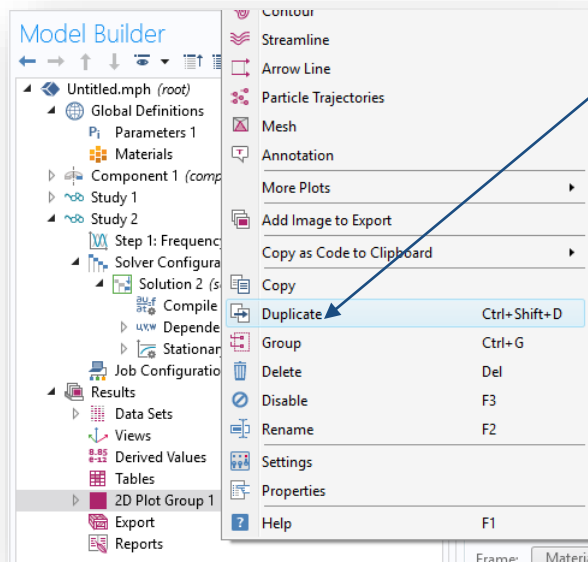 Contour
Model Builder
Streamline
Arrow Line
Untitled.mph (root)
Particle Trajectories
Global Definitions
Pi Parameters 1
Mesh
Materials
Annotation
Component 1 (comp
More Plots
Study 1
Study 2
Add Image to Export
Step 1: Frequenc
Copy as Code to Clipboard
Solver Configura
Solution 2 (s
Copy
Compile
Duplicate Ctrl+Shift+D
u,v,w Depende
Group Ctrl+G
Stationar
Job Configuratio
Delete Del
Results
Disable F3
Data Sets
Rename F2
Views
8.85
e-12 Derived Values
Settings
Tables
Properties
2D Plot Group 1
Export
Help F1
Reports
Frame: Materi